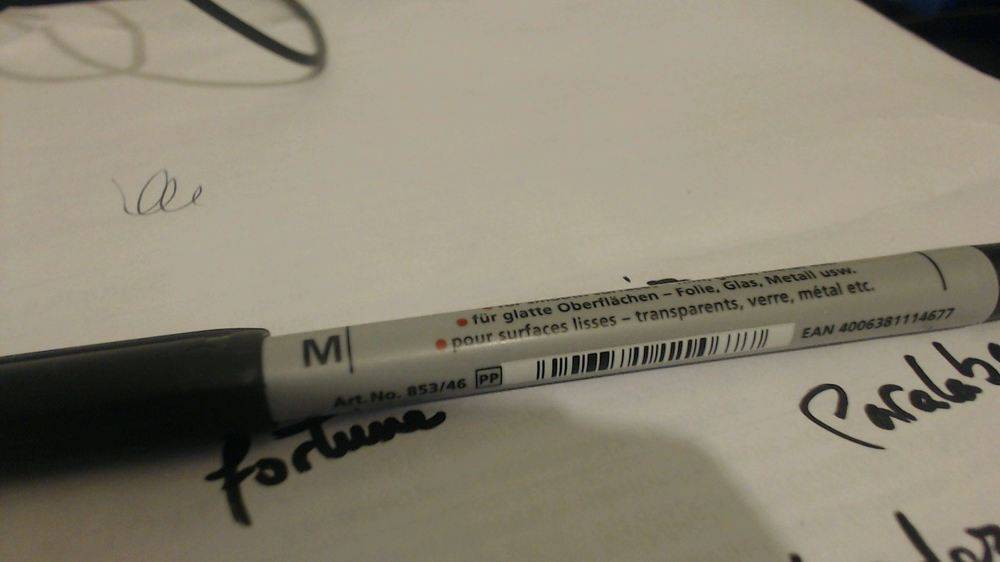 M
• für glatte Oberflächen – Folie, Glas, Metall usw.
• pour surfaces lisses – transparents, verre, métal etc.
Art. No. 853/46 PP
EAN 4006381114677
fortune